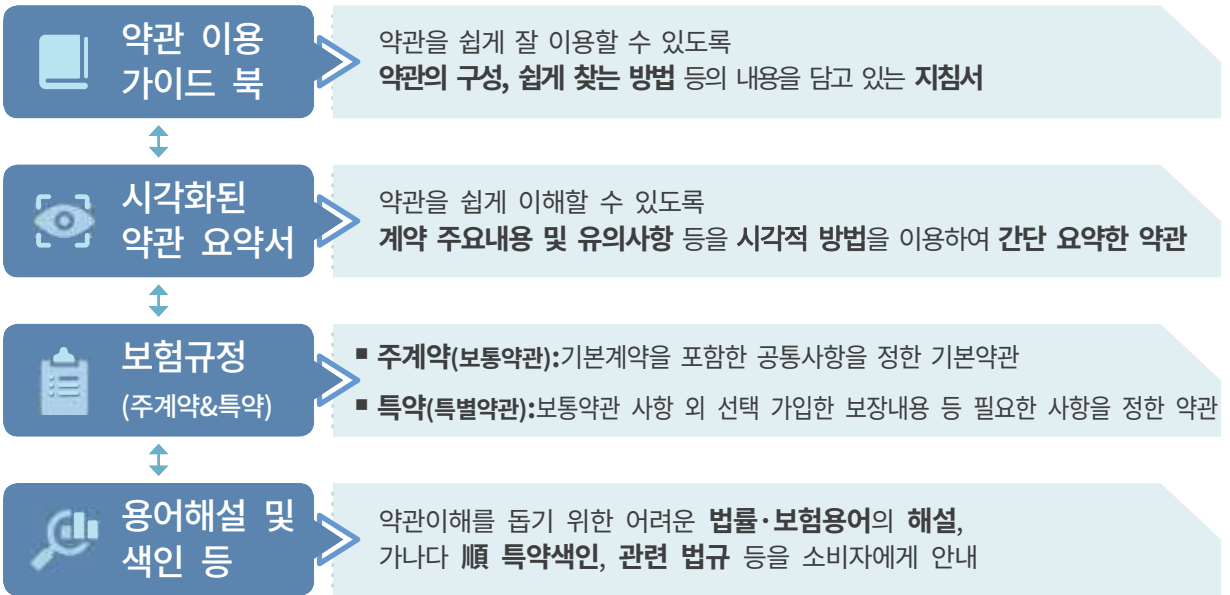 약관 이용
가이드 북
약관을 쉽게 잘 이용할 수 있도록
약관의 구성, 쉽게 찾는 방법 등의 내용을 담고 있는 지침서
시각화된
약관 요약서
약관을 쉽게 이해할 수 있도록
계약 주요내용 및 유의사항 등을 시각적 방법을 이용하여 간단 요약한 약관
보험규정
(주계약&특약)
▪ 주계약(보통약관):기본계약을 포함한 공통사항을 정한 기본약관
▪ 특약(특별약관):보통약관 사항 외 선택 가입한 보장내용 등 필요한 사항을 정한 약관
용어해설 및
색인 등
약관이해를 돕기 위한 어려운 법률·보험용어의 해설,
가나다 順 특약색인, 관련 법규 등을 소비자에게 안내